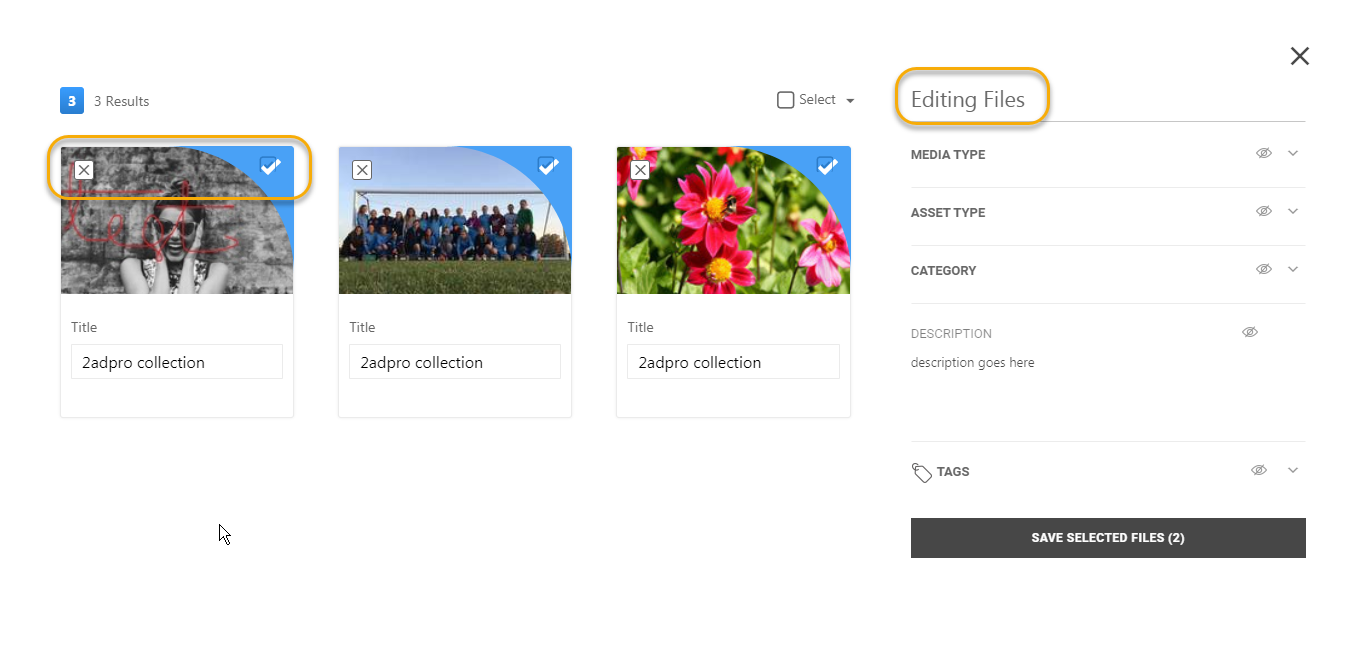 3 3 Results
Select
Editing Files
MEDIA TYPE
ASSET TYPE
CATEGORY
DESCRIPTION
description goes here
TAGS
SAVE SELECTED FILES (2)
test
Title
2adpro collection
Title
2adpro collection
Title
2adpro collection